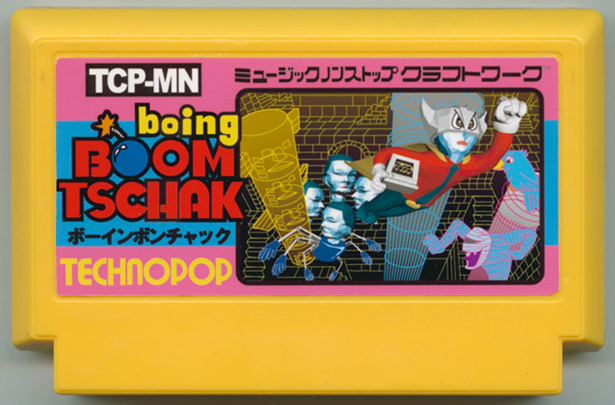 TCP-MN
ミュージックノンストップクラフトワーク
boing
BOOM
TSCHAK
ボーインボンチャック
TECHNOPOP